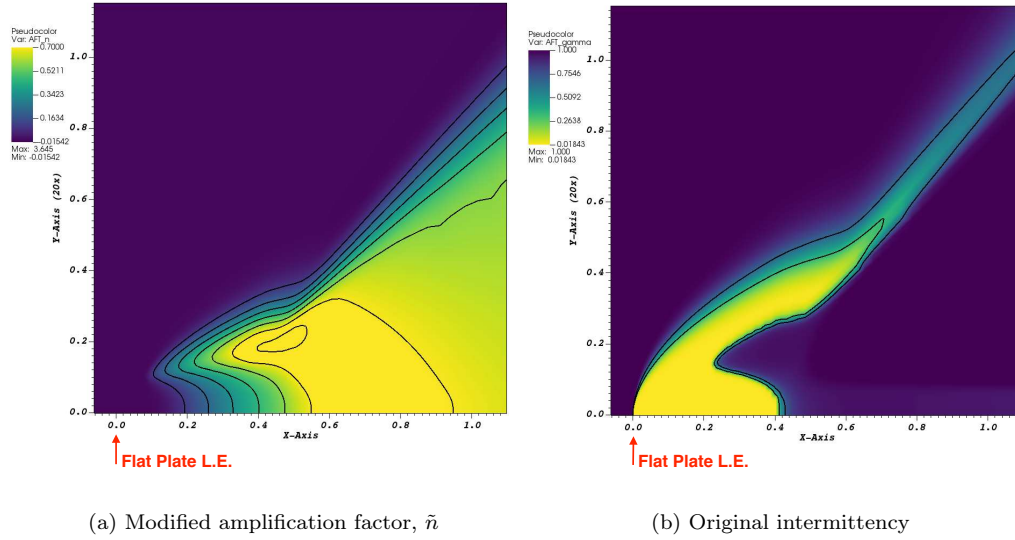 Pseudocolor
Var: AFT_n
0.7000
0.5211
0.3423
0.1634
-0.01542
Max: 3.645
Min: -0.01542
Y-Axis (20x)
1.0
0.8
0.6
0.4
0.2
0.0
0.0 0.2 0.4 0.6 0.8 1.0
X-Axis
Flat Plate L.E.
(a) Modified amplification factor, ñ
Pseudocolor
Var: AFT_gamma
1.000
0.7546
0.5092
0.2638
0.01843
Max: 1.000
Min: 0.01843
Y-Axis (20x)
1.0
0.8
0.6
0.4
0.2
0.0
0.0 0.2 0.4 0.6 0.8 1.0
X-Axis
Flat Plate L.E.
(b) Original intermittency